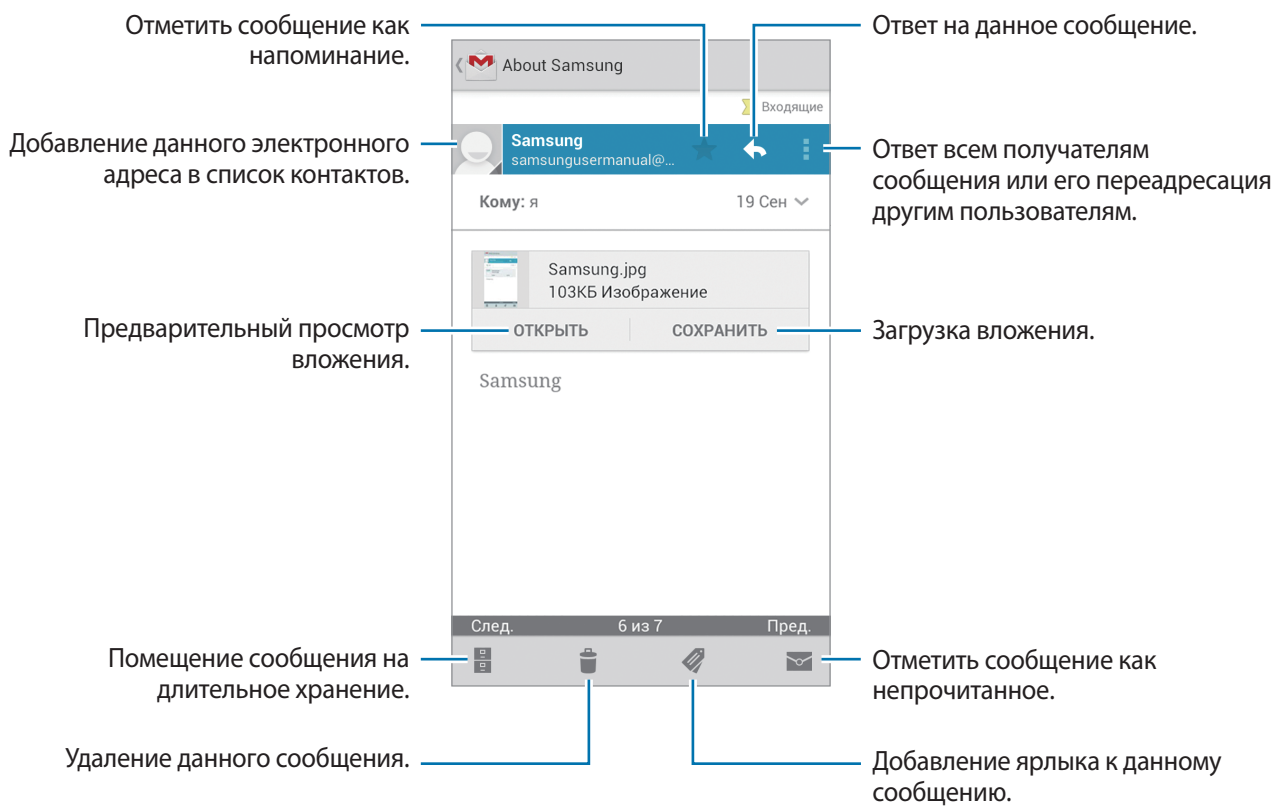 Отметить сообщение как
напоминание.
Ответ на данное сообщение.
About Samsung
Входящие
Добавление данного электронного
адреса в список контактов.
Samsung
samsungusermanual@...
Ответ всем получателям
сообщения или его переадресация
другим пользователям.
Кому: я
19 Сен
Samsung.jpg
103КБ Изображение
Предварительный просмотр
вложения.
ОТКРЫТЬ
СОХРАНИТЬ
Загрузка вложения.
Samsung
След.
6 из 7
Пред.
Помещение сообщения на
длительное хранение.
Отметить сообщение как
непрочитанное.
Удаление данного сообщения.
Добавление ярлыка к данному
сообщению.